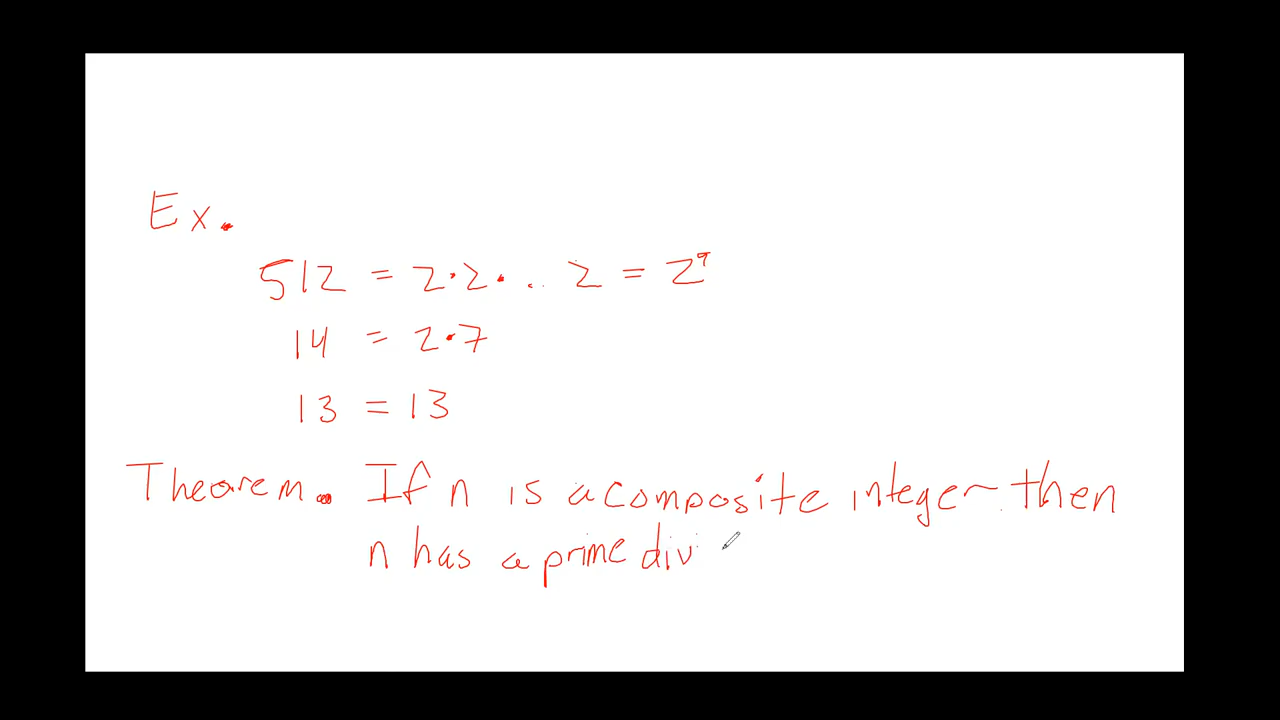 Ex.
512 = 2·2· .. 2 = 2⁹
14 = 2·7
13 = 13
Theorem. If n is a composite integer then
n has a prime divi